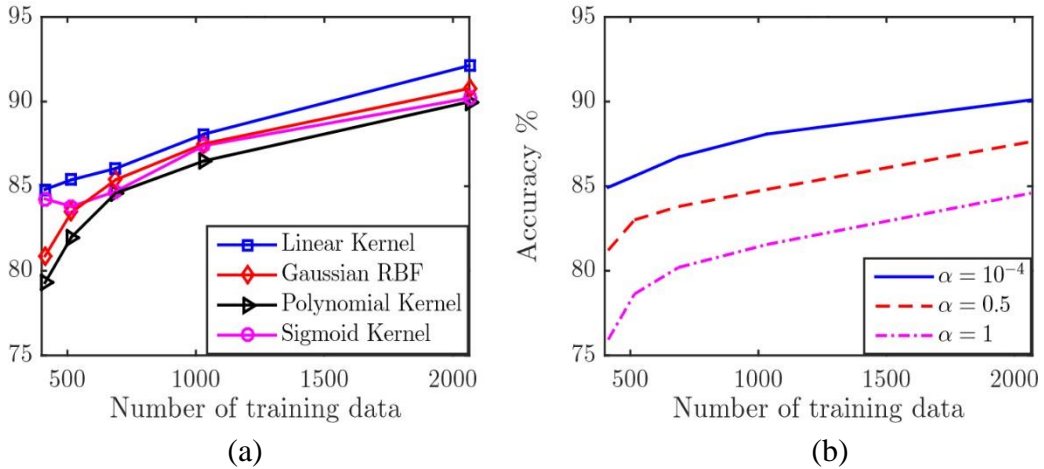 95
90
85
80
75
500 1000 1500 2000
Linear Kernel
Gaussian RBF
Polynomial Kernel
Sigmoid Kernel
Number of training data
(a)
Accuracy %
95
90
85
80
75
500 1000 1500 2000
α = 10⁻⁴
α = 0.5
α = 1
Number of training data
(b)